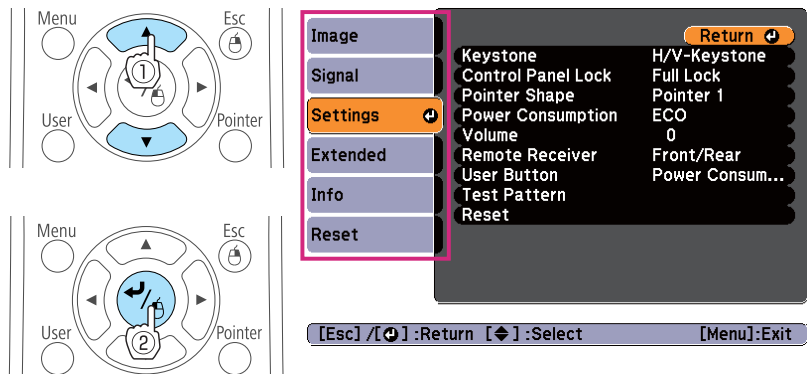 Menu
Esc
①
User
Pointer
Menu
Esc
User
②
Pointer
Image
Signal
Settings
Extended
Info
Reset
Return
Keystone H/V-Keystone
Control Panel Lock Full Lock
Pointer Shape Pointer 1
Power Consumption ECO
Volume 0
Remote Receiver Front/Rear
User Button Power Consum...
Test Pattern
Reset
[Esc] /[⏎] :Return [◆] :Select [Menu]:Exit